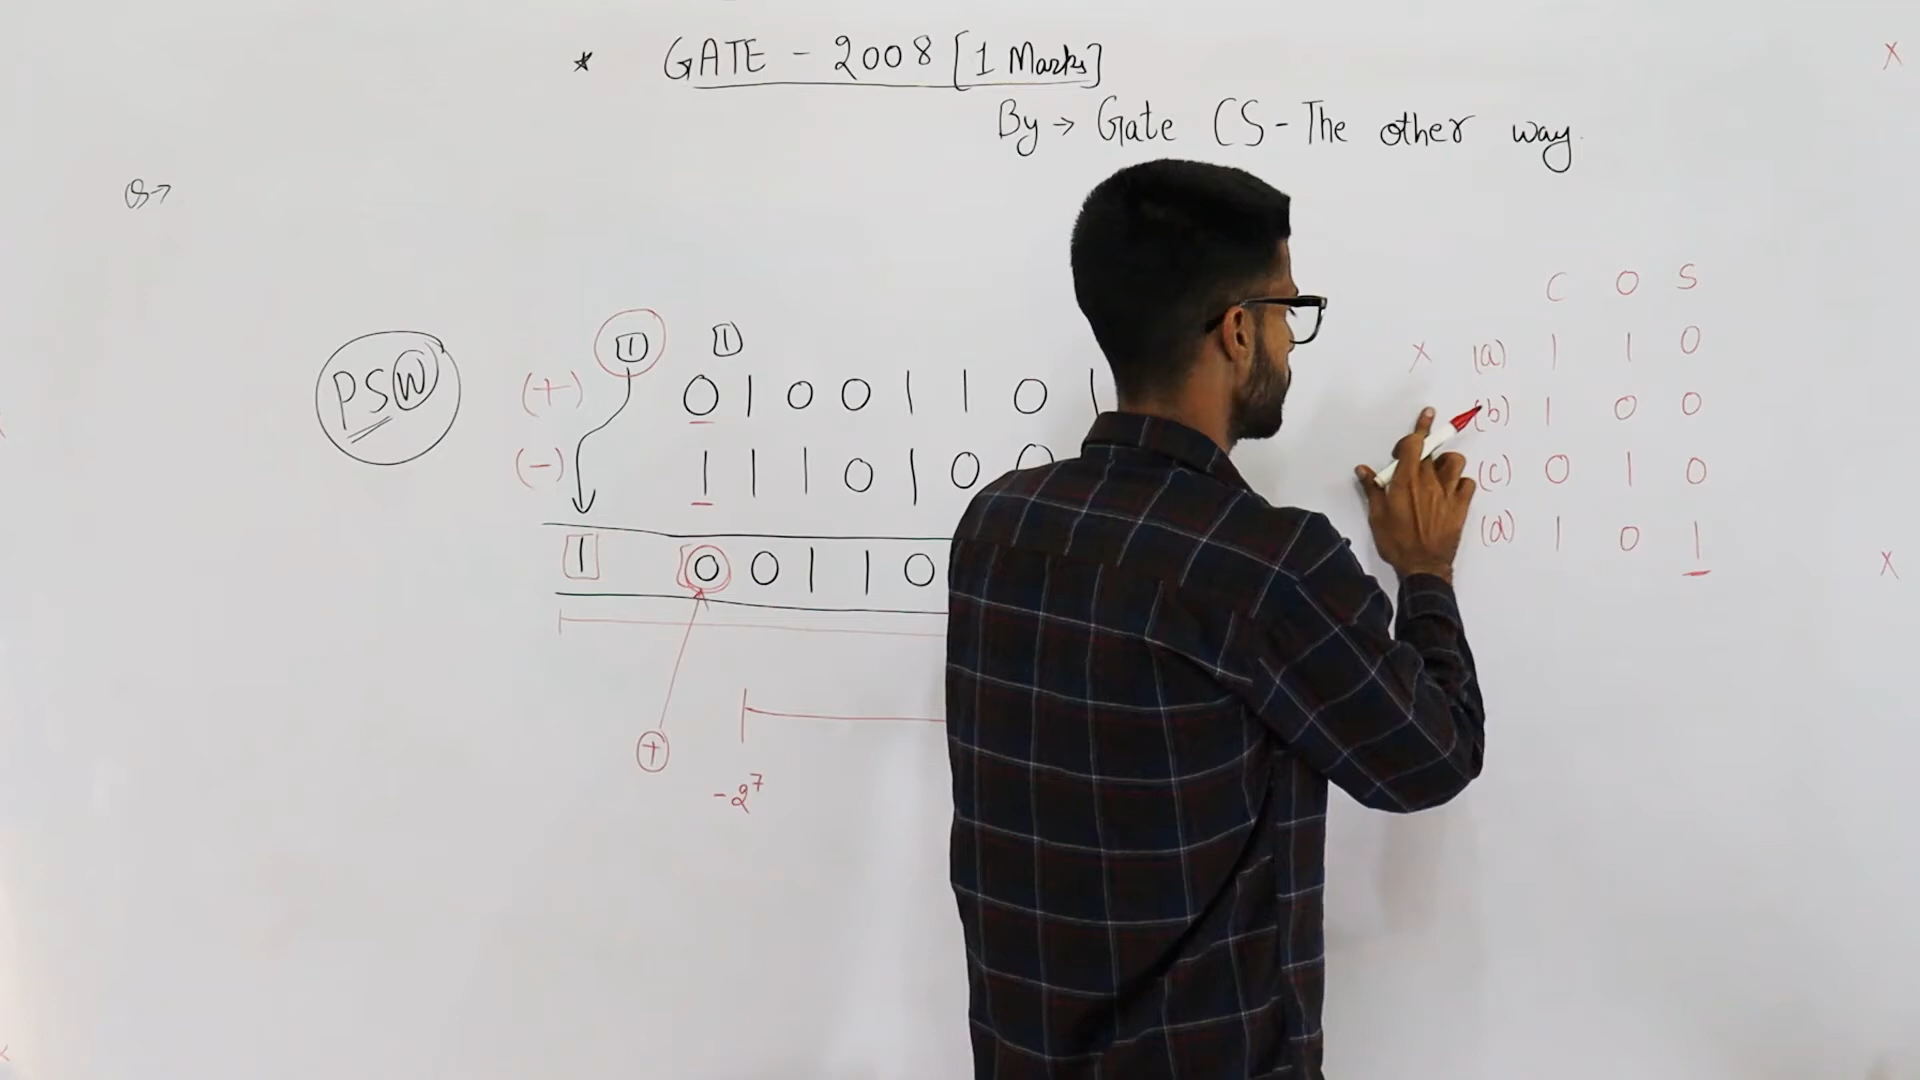 * GATE - 2008 [1 Marks]
By → Gate CS - The other way.
Q→
PSW
1 1
(+) 0 1 0 0 1 1 0 1
(-) 1 1 1 0 1 0 0
1 0 0 1 1 0
+
-2⁷
C O S
× (a) 1 1 0
(b) 1 0 0
(c) 0 1 0
(d) 1 0 1
×
×